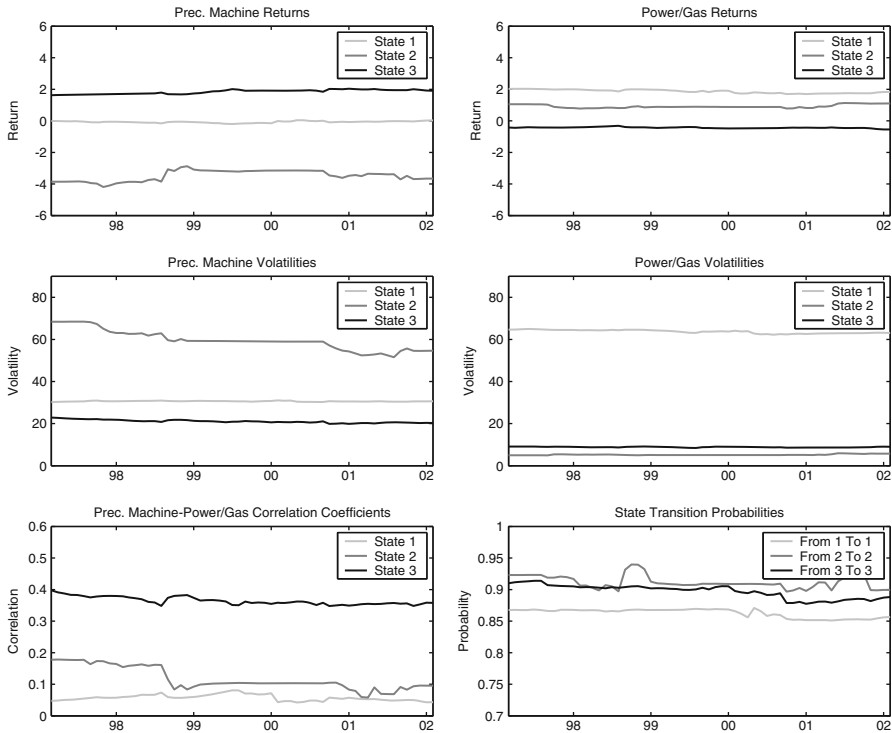 Prec. Machine Returns
6
4
2
0
-2
-4
-6
Return
98
99
00
01
02
State 1
State 2
State 3
Power/Gas Returns
6
4
2
0
-2
-4
-6
Return
98
99
00
01
02
State 1
State 2
State 3
Prec. Machine Volatilities
80
60
40
20
0
Volatility
98
99
00
01
02
State 1
State 2
State 3
Power/Gas Volatilities
80
60
40
20
0
Volatility
98
99
00
01
02
State 1
State 2
State 3
Prec. Machine-Power/Gas Correlation Coefficients
0.6
0.5
0.4
0.3
0.2
0.1
0
Correlation
98
99
00
01
02
State 1
State 2
State 3
State Transition Probabilities
1
0.95
0.9
0.85
0.8
0.75
0.7
Probability
98
99
00
01
02
From 1 To 1
From 2 To 2
From 3 To 3